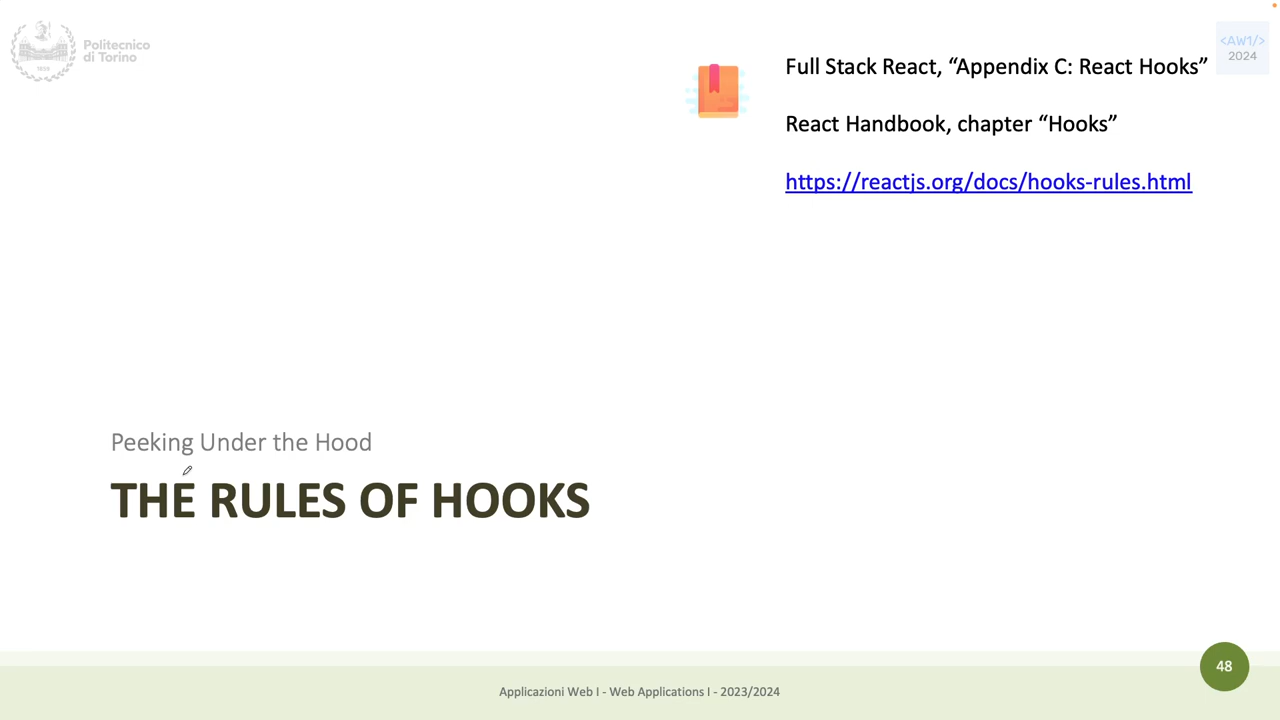 Politecnico
di Torino
1859
<AW1/>
2024
Full Stack React, “Appendix C: React Hooks”
React Handbook, chapter “Hooks”
https://reactjs.org/docs/hooks-rules.html
Peeking Under the Hood
THE RULES OF HOOKS
48
Applicazioni Web I - Web Applications I - 2023/2024